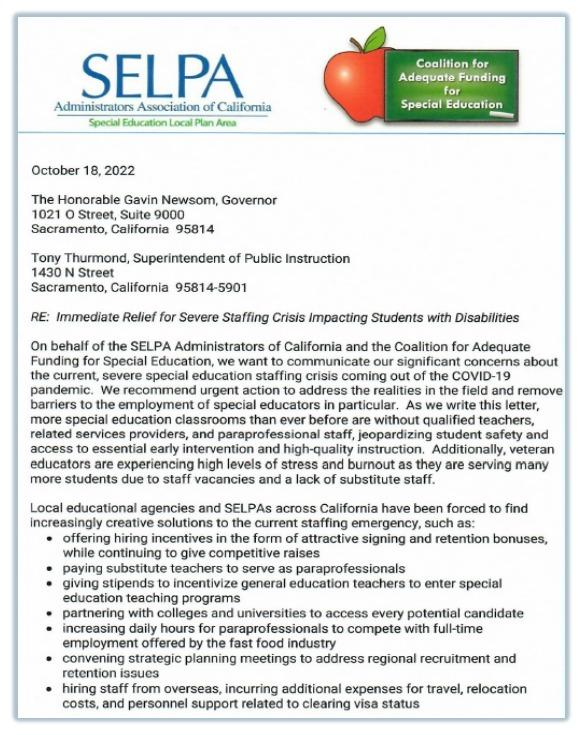 SELPA
Administrators Association of California
Special Education Local Plan Area
Coalition for
Adequate Funding
for
Special Education
October 18, 2022
The Honorable Gavin Newsom, Governor
1021 O Street, Suite 9000
Sacramento, California 95814
Tony Thurmond, Superintendent of Public Instruction
1430 N Street
Sacramento, California 95814-5901
RE: Immediate Relief for Severe Staffing Crisis Impacting Students with Disabilities
On behalf of the SELPA Administrators of California and the Coalition for Adequate
Funding for Special Education, we want to communicate our significant concerns about
the current, severe special education staffing crisis coming out of the COVID-19
pandemic. We recommend urgent action to address the realities in the field and remove
barriers to the employment of special educators in particular. As we write this letter,
more special education classrooms than ever before are without qualified teachers,
related services providers, and paraprofessional staff, jeopardizing student safety and
access to essential early intervention and high-quality instruction. Additionally, veteran
educators are experiencing high levels of stress and burnout as they are serving many
more students due to staff vacancies and a lack of substitute staff.
Local educational agencies and SELPAs across California have been forced to find
increasingly creative solutions to the current staffing emergency, such as:
• offering hiring incentives in the form of attractive signing and retention bonuses,
while continuing to give competitive raises
• paying substitute teachers to serve as paraprofessionals
• giving stipends to incentivize general education teachers to enter special
education teaching programs
• partnering with colleges and universities to access every potential candidate
• increasing daily hours for paraprofessionals to compete with full-time
employment offered by the fast food industry
• convening strategic planning meetings to address regional recruitment and
retention issues
• hiring staff from overseas, incurring additional expenses for travel, relocation
costs, and personnel support related to clearing visa status